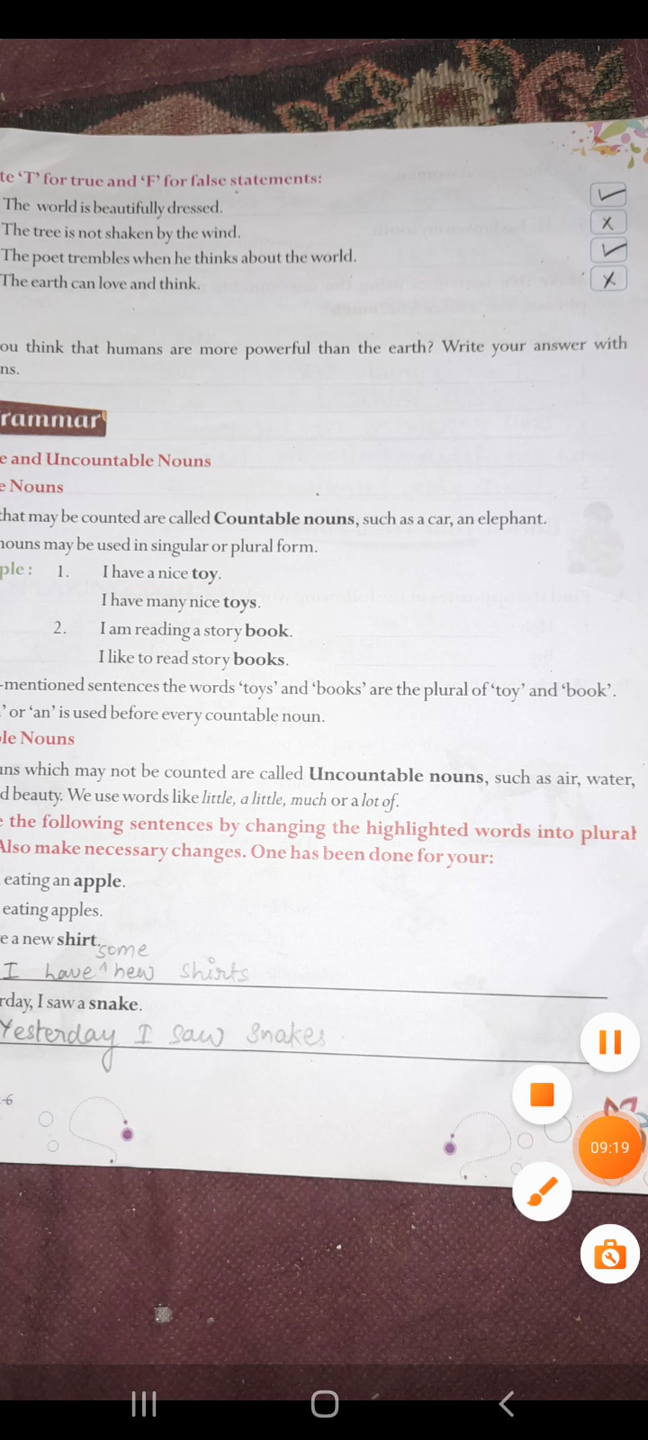 te 'T' for true and 'F' for false statements:
The world is beautifully dressed.
The tree is not shaken by the wind.
The poet trembles when he thinks about the world.
The earth can love and think.
ou think that humans are more powerful than the earth? Write your answer with
ns.
rammar
e and Uncountable Nouns
e Nouns
that may be counted are called Countable nouns, such as a car, an elephant.
nouns may be used in singular or plural form.
ple : 1. I have a nice toy.
I have many nice toys.
2. I am reading a story book.
I like to read story books.
-mentioned sentences the words 'toys' and 'books' are the plural of 'toy' and 'book'.
' or 'an' is used before every countable noun.
le Nouns
uns which may not be counted are called Uncountable nouns, such as air, water,
d beauty. We use words like little, a little, much or a lot of.
e the following sentences by changing the highlighted words into plural
Also make necessary changes. One has been done for your:
eating an apple.
eating apples.
e a new shirt.
some
I have ^ new shirts
rday, I saw a snake.
Yesterday I saw snakes.
-6
09:19